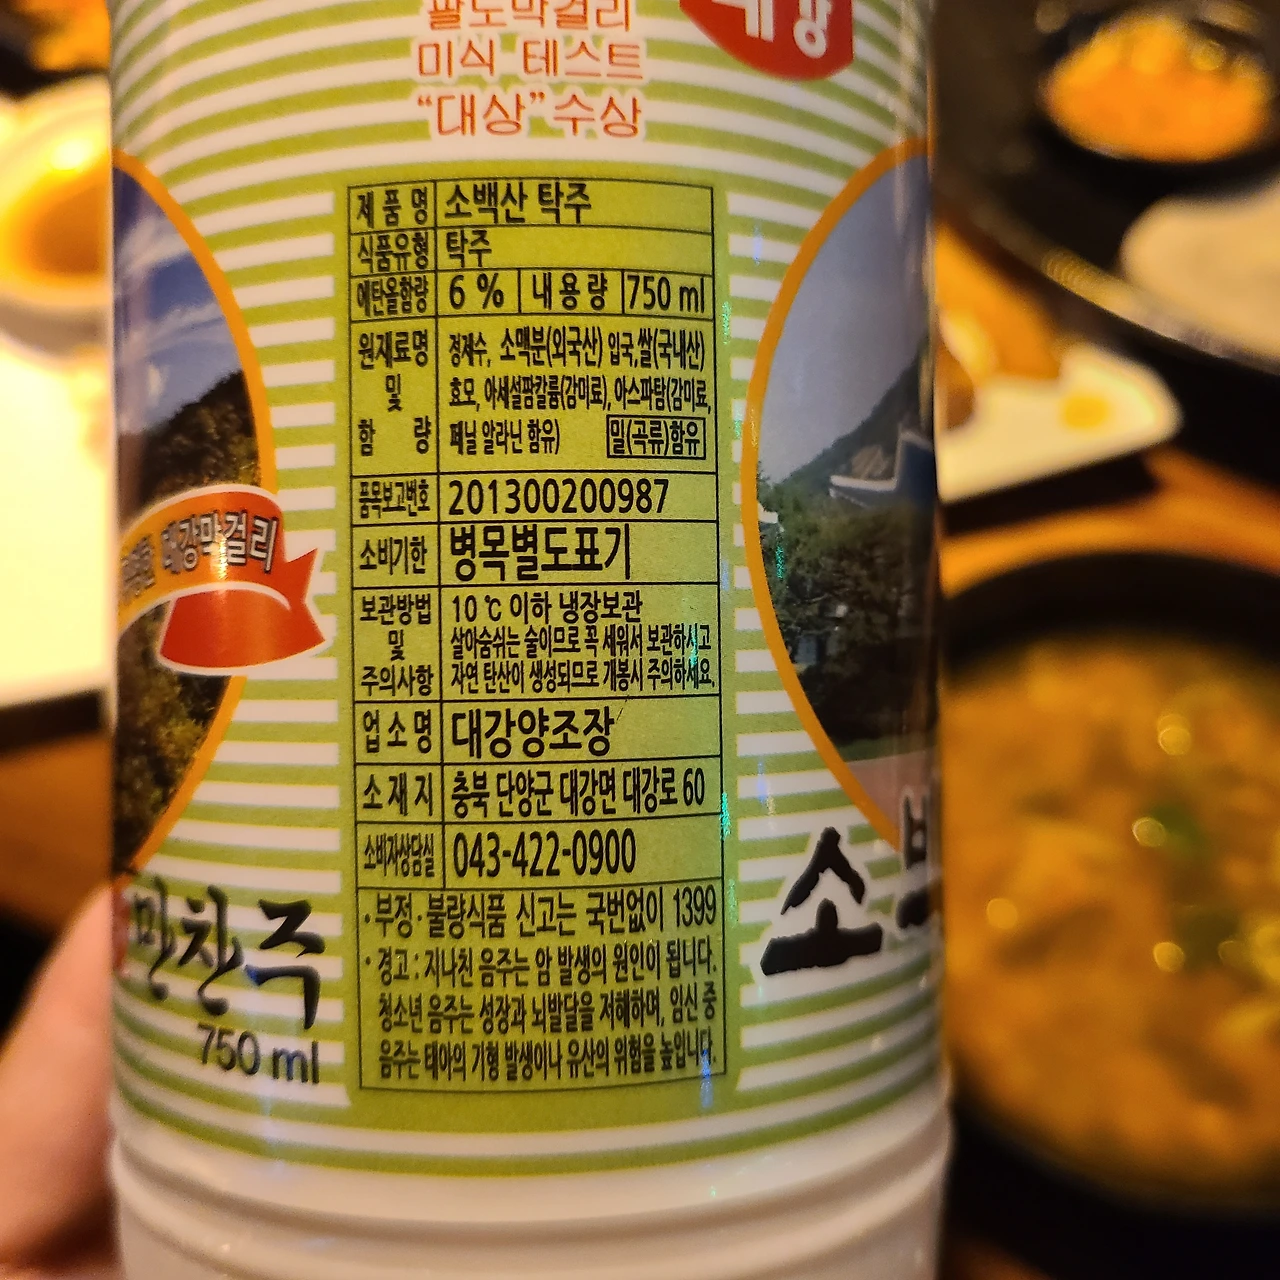 팔도막걸리
미식 테스트
“대상”수상
대강
제품명 소백산 탁주
식품유형 탁주
에탄올함량 6 % 내용량 750 ml
원재료명 및 함량 정제수, 소맥분(외국산) 입국,쌀(국내산)
효모, 아세설팜칼륨(감미료), 아스파탐(감미료,
페닐 알라닌 함유) 밀(곡류)함유
품목보고번호 201300200987
소비기한 병목별도표기
보관방법 및 주의사항 10℃ 이하 냉장보관
살아숨쉬는 술이므로 꼭 세워서 보관하시고
자연 탄산이 생성되므로 개봉시 주의하세요.
업소명 대강양조장
소재지 충북 단양군 대강면 대강로 60
소비자상담실 043-422-0900
·부정·불량식품 신고는 국번없이 1399
·경고 : 지나친 음주는 암 발생의 원인이 됩니다.
청소년 음주는 성장과 뇌발달을 저해하며, 임신 중
음주는 태아의 기형 발생이나 유산의 위험을 높입니다.
대강막걸리
만찬주
750 ml
소